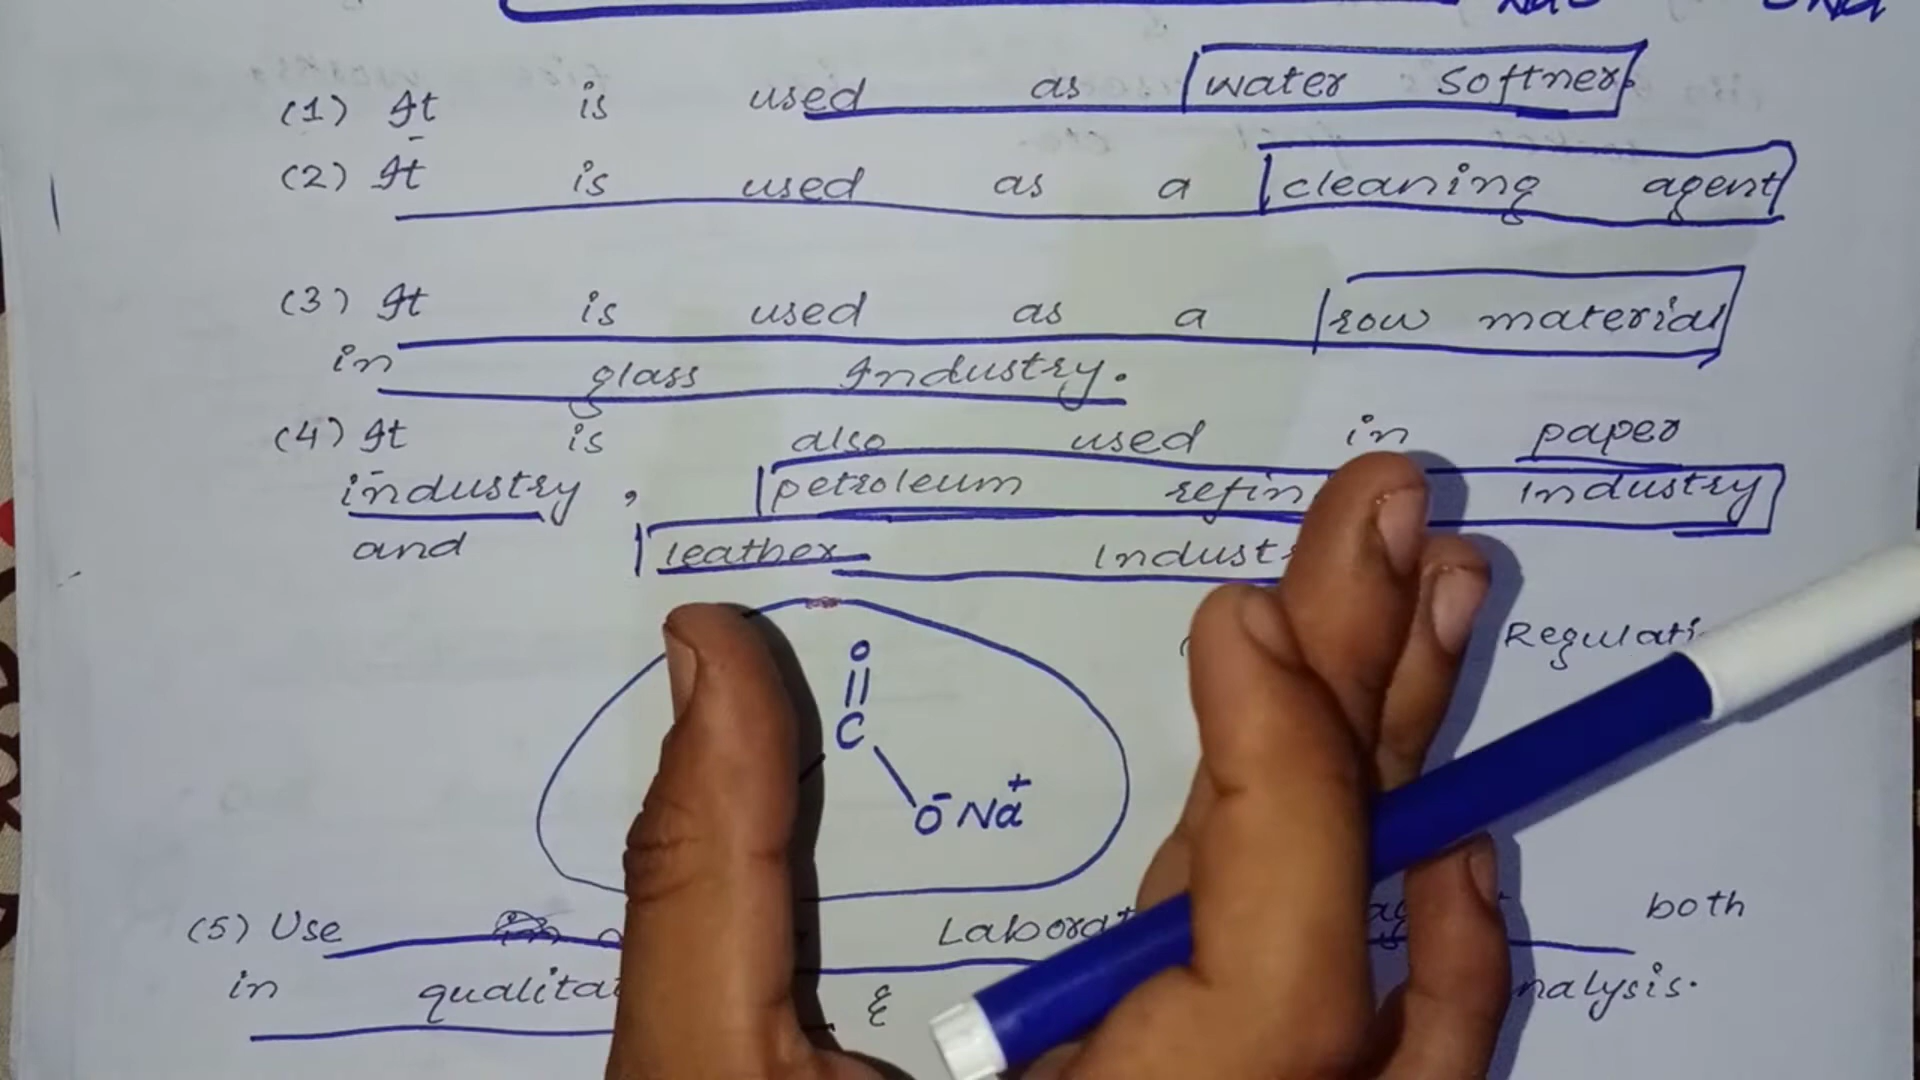 (1) It is used as water softner.
(2) It is used as a cleaning agent
(3) It is used as a row material
in glass Industry.
(4) It is also used in paper
industry, petroleum refin Industry
and leather Indust
Regulati
O
C
O⁻ Na⁺
(5) Use Laborat both
in qualitat & nalysis.